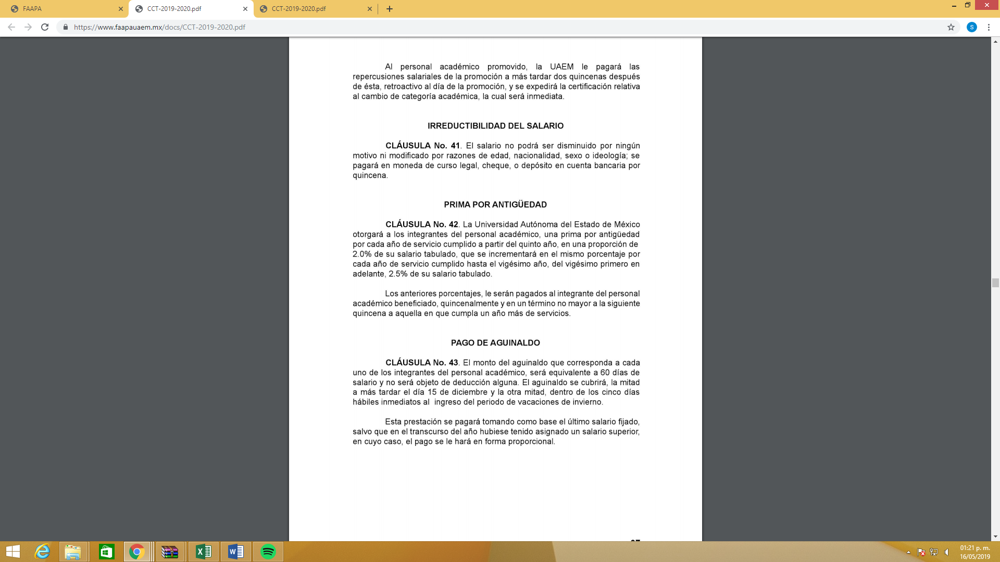 FAAPA
CCT-2019-2020.pdf
CCT-2019-2020.pdf
https://www.faapauaem.mx/docs/CCT-2019-2020.pdf
S
Al personal académico promovido, la UAEM le pagará las
repercusiones salariales de la promoción a más tardar dos quincenas después
de ésta, retroactivo al día de la promoción, y se expedirá la certificación relativa
al cambio de categoría académica, la cual será inmediata.
IRREDUCTIBILIDAD DEL SALARIO
CLÁUSULA No. 41. El salario no podrá ser disminuido por ningún
motivo ni modificado por razones de edad, nacionalidad, sexo o ideología; se
pagará en moneda de curso legal, cheque, o depósito en cuenta bancaria por
quincena.
PRIMA POR ANTIGÜEDAD
CLÁUSULA No. 42. La Universidad Autónoma del Estado de México
otorgará a los integrantes del personal académico, una prima por antigüedad
por cada año de servicio cumplido a partir del quinto año, en una proporción de
2.0% de su salario tabulado, que se incrementará en el mismo porcentaje por
cada año de servicio cumplido hasta el vigésimo año, del vigésimo primero en
adelante, 2.5% de su salario tabulado.
Los anteriores porcentajes, le serán pagados al integrante del personal
académico beneficiado, quincenalmente y en un término no mayor a la siguiente
quincena a aquella en que cumpla un año más de servicios.
PAGO DE AGUINALDO
CLÁUSULA No. 43. El monto del aguinaldo que corresponda a cada
uno de los integrantes del personal académico, será equivalente a 60 días de
salario y no será objeto de deducción alguna. El aguinaldo se cubrirá, la mitad
a más tardar el día 15 de diciembre y la otra mitad, dentro de los cinco días
hábiles inmediatos al ingreso del periodo de vacaciones de invierno.
Esta prestación se pagará tomando como base el último salario fijado,
salvo que en el transcurso del año hubiese tenido asignado un salario superior,
en cuyo caso, el pago se le hará en forma proporcional.
01:21 p. m.
16/05/2019